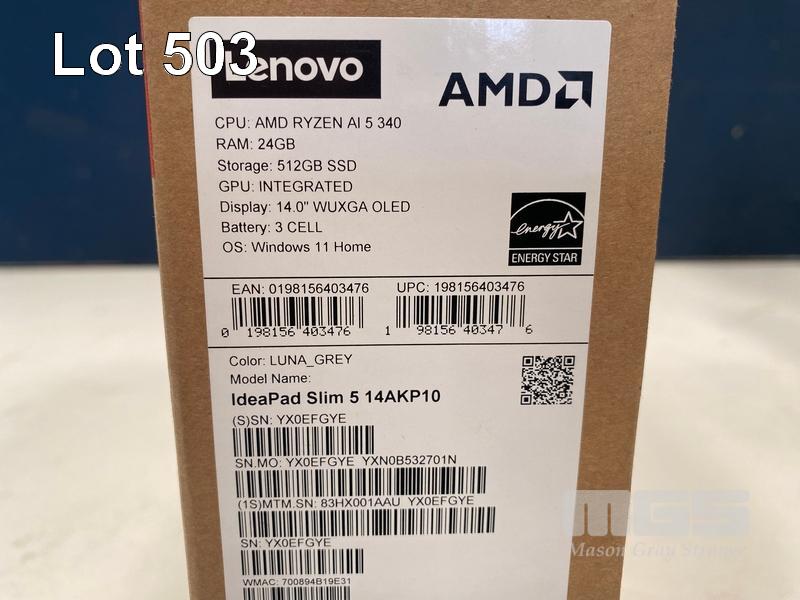 Lot 503
Lenovo
AMD
CPU: AMD RYZEN AI 5 340
RAM: 24GB
Storage: 512GB SSD
GPU: INTEGRATED
Display: 14.0" WUXGA OLED
Battery: 3 CELL
OS: Windows 11 Home
energy
ENERGY STAR
EAN: 0198156403476 UPC: 198156403476
0 198156 403476 1 98156 40347 6
Color: LUNA_GREY
Model Name:
IdeaPad Slim 5 14AKP10
(S)SN: YX0EFGYE
SN.MO: YX0EFGYE YXN0B532701N
(1S)MTM.SN: 83HX001AAU YX0EFGYE
SN: YX0EFGYE
WMAC: 700894B19E31
MGS
Mason Gray Strange